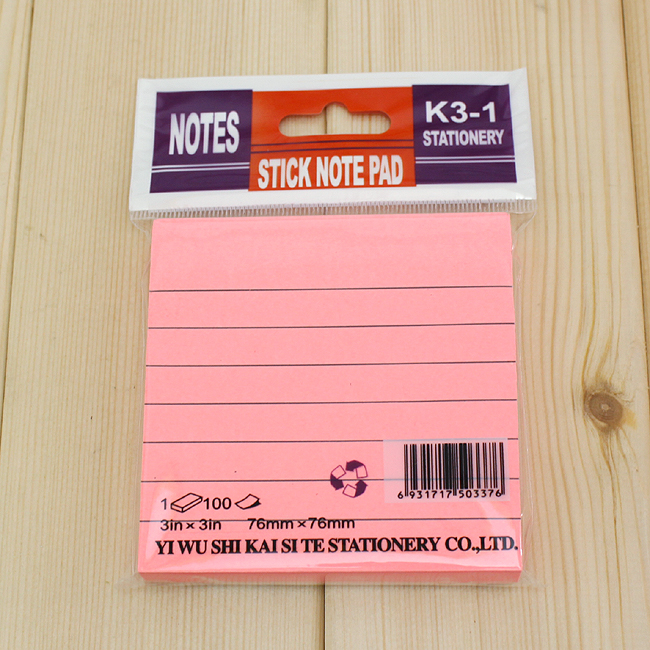 NOTES
STICK NOTE PAD
K3-1
STATIONERY
6 931717 503376
1 100
3in×3in 76mm×76mm
YI WU SHI KAI SI TE STATIONERY CO.,LTD.